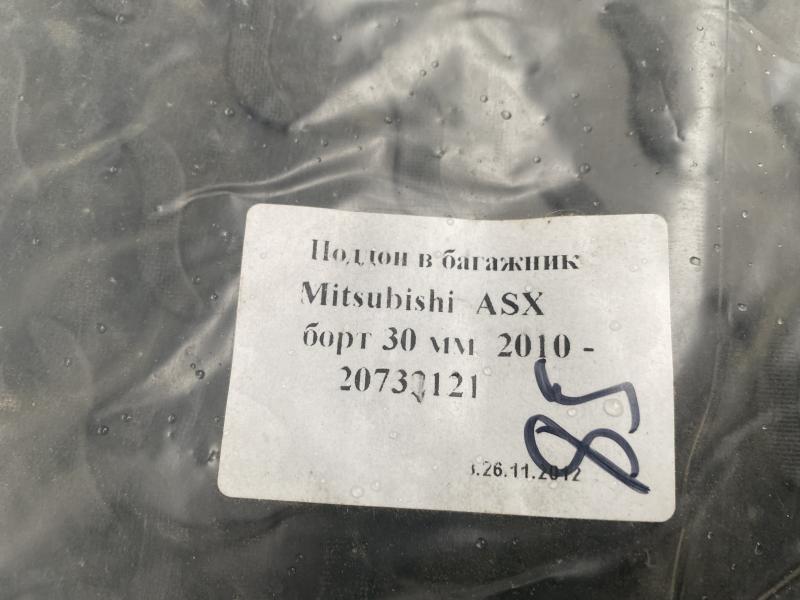 Поддон в багажник
Mitsubishi ASX
борт 30 мм 2010 -
85
.26.11.2012